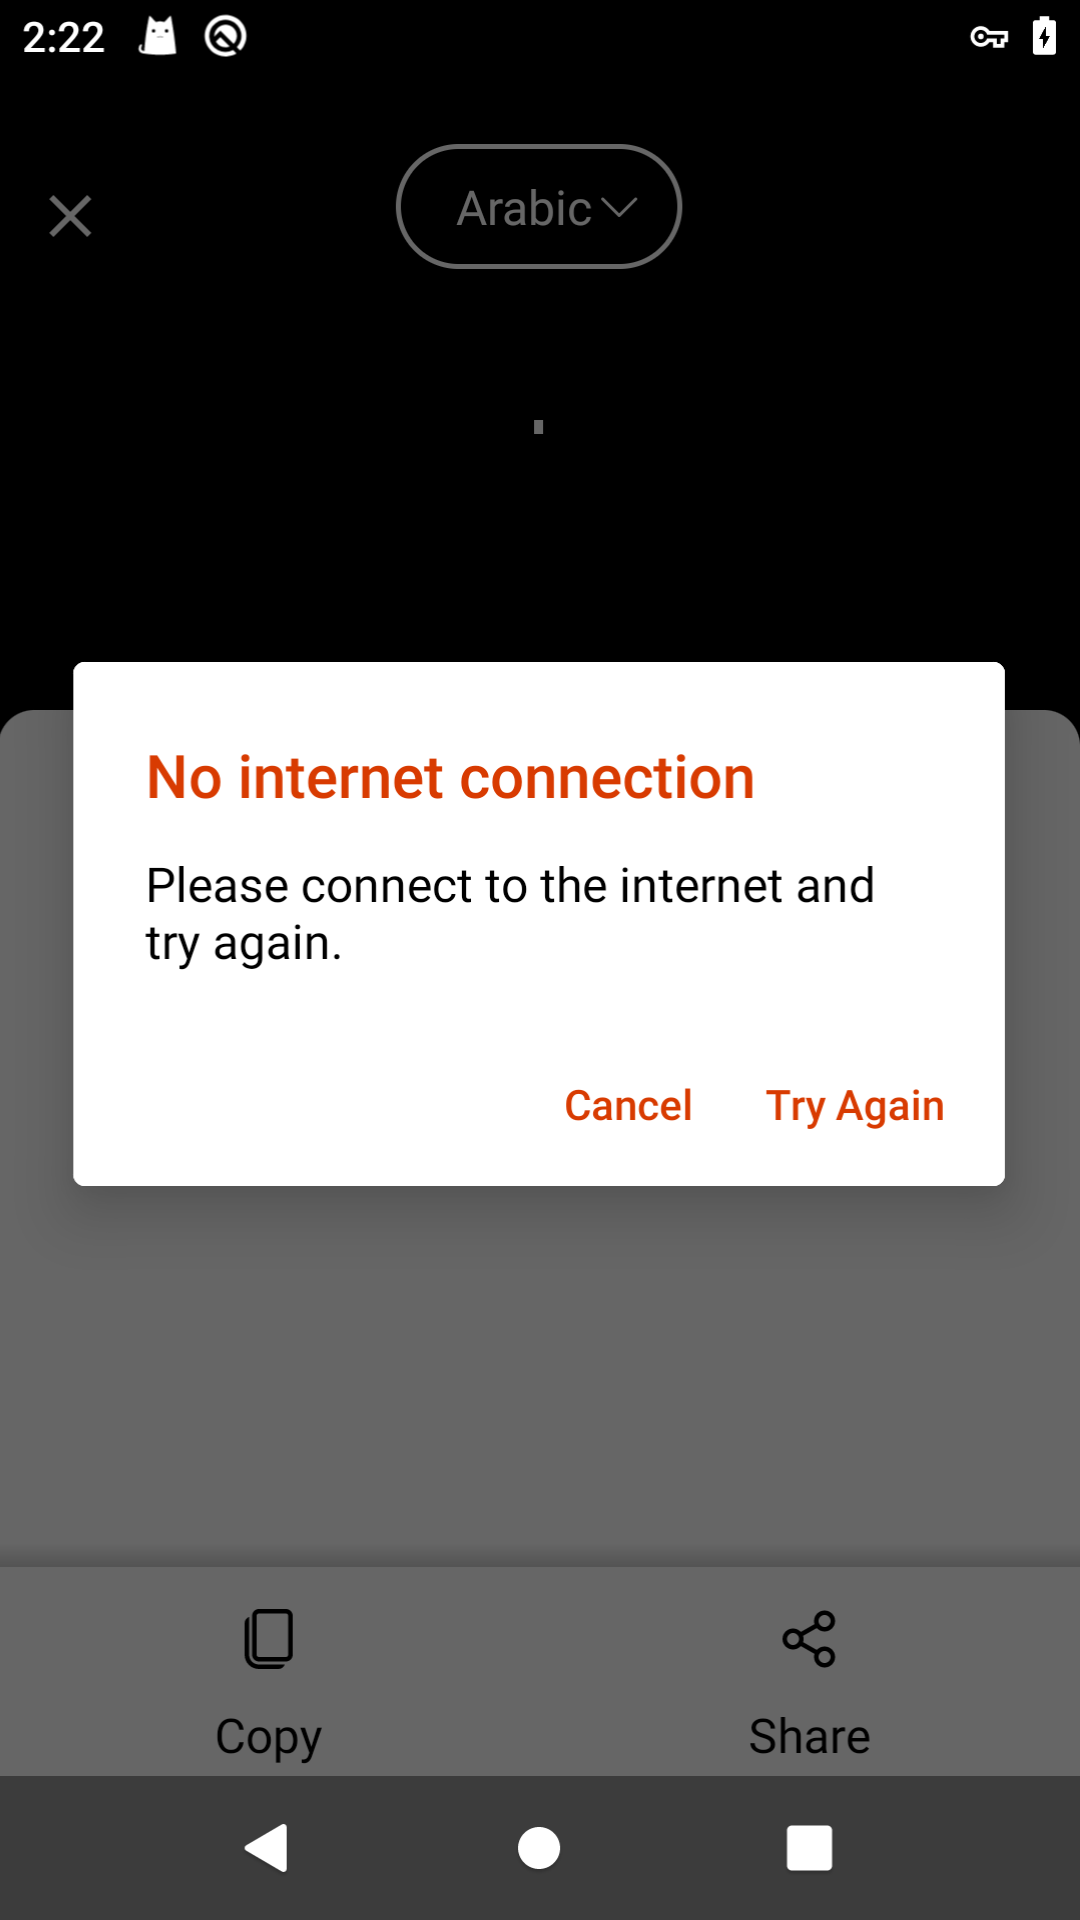 2:22
Arabic
No internet connection
Please connect to the internet and
try again.
Cancel Try Again
Copy Share